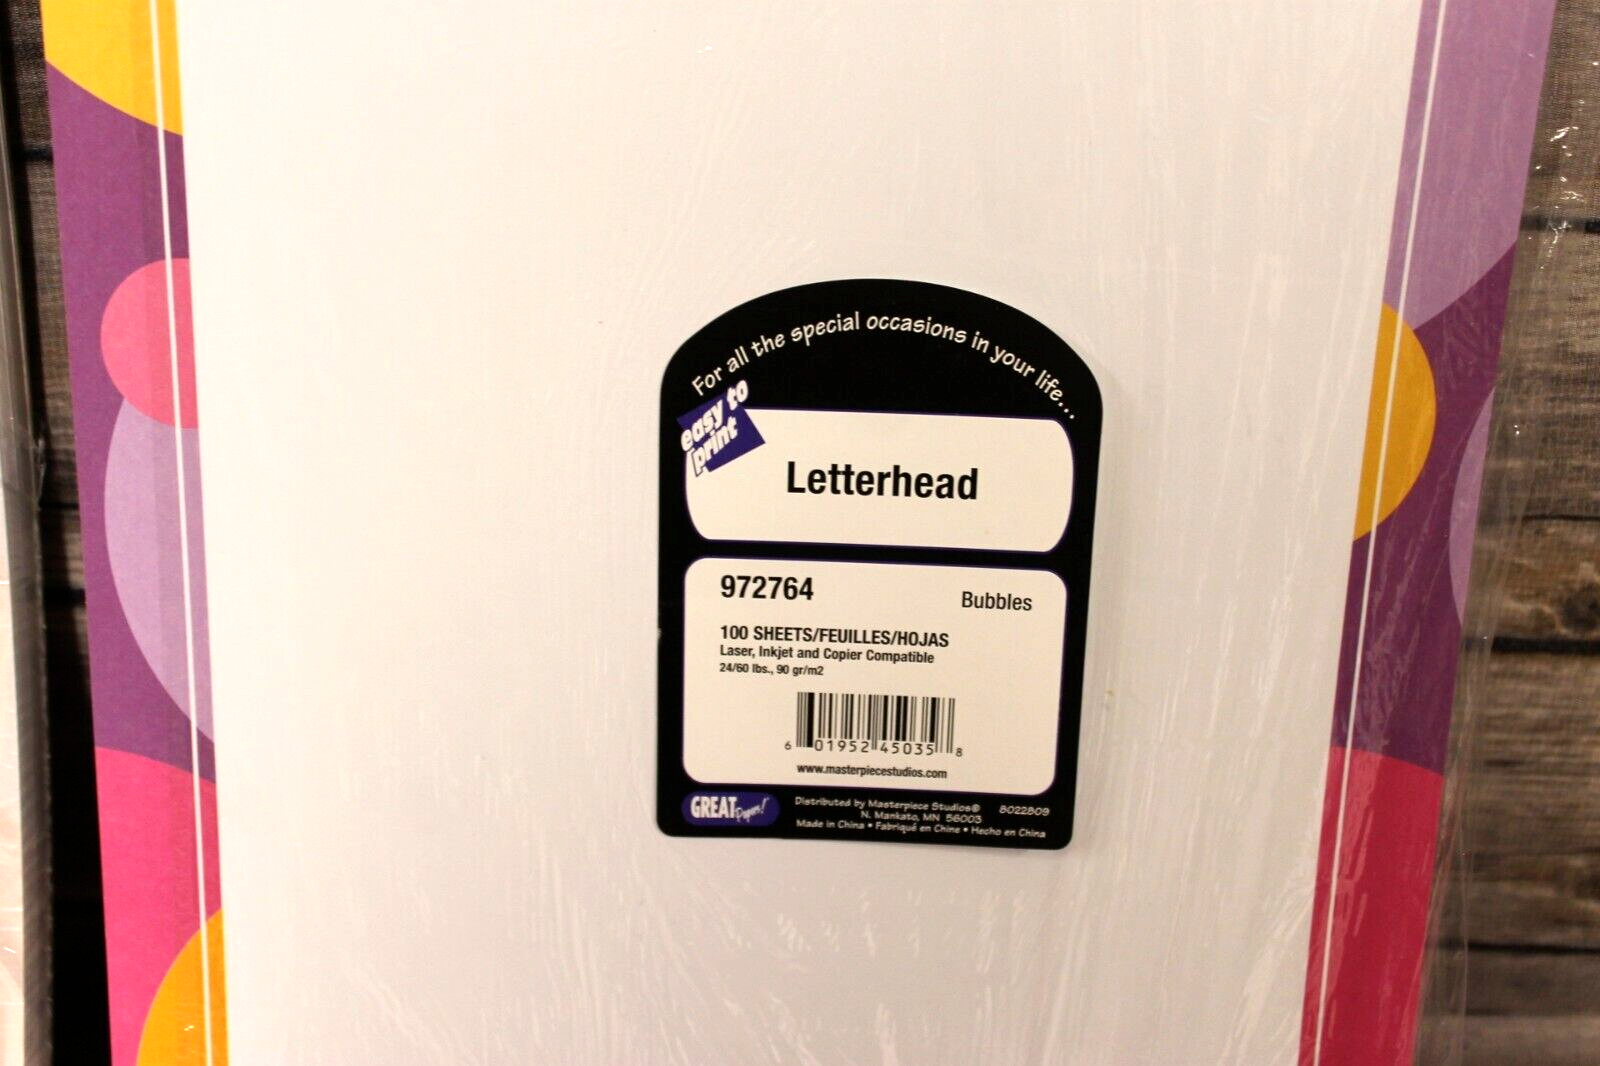 For all the special occasions in your life...
easy to
print
Letterhead
972764
Bubbles
100 SHEETS/FEUILLES/HOJAS
Laser, Inkjet and Copier Compatible
24/60 lbs., 90 gr/m2
6 01952 45035 8
www.masterpiecestudios.com
GREAT Papers!
Distributed by Masterpiece Studios® 8022809
N. Mankato, MN 56003
Made in China • Fabriqué en Chine • Hecho en China